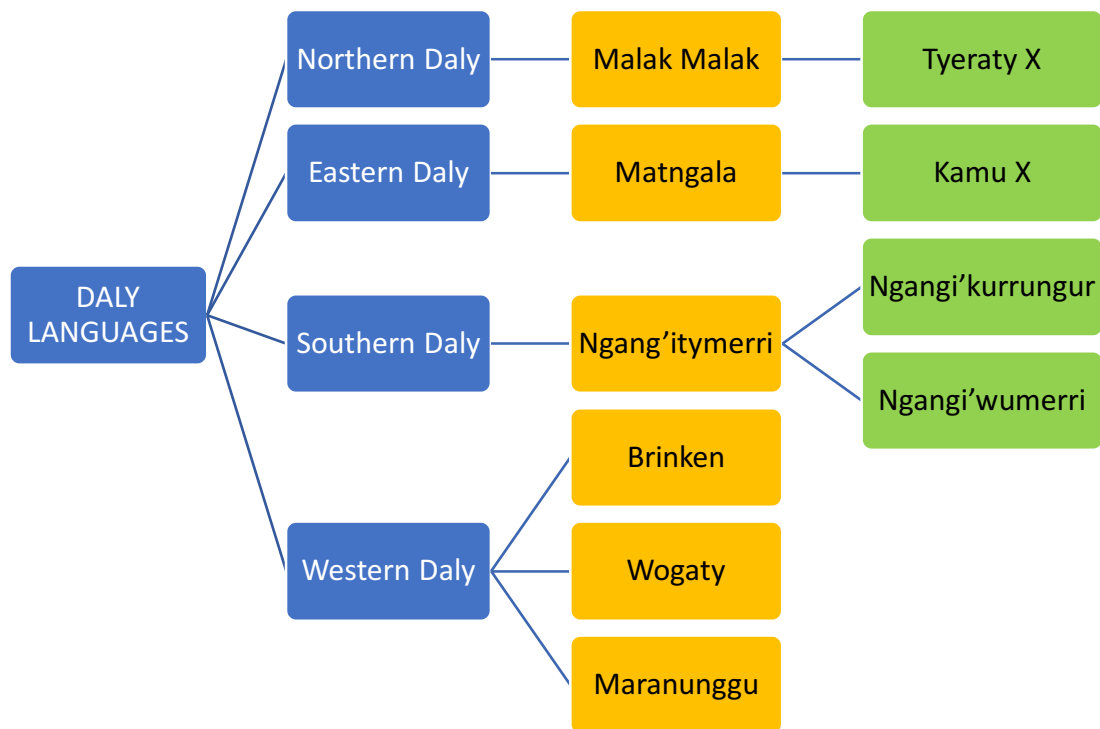 Northern Daly
Malak Malak
Tyeraty X
Eastern Daly
Matngala
Kamu X
DALY
LANGUAGES
Southern Daly
Ngang’itymerri
Ngangi’kurrungur
Ngangi’wumerri
Western Daly
Brinken
Wogaty
Maranunggu